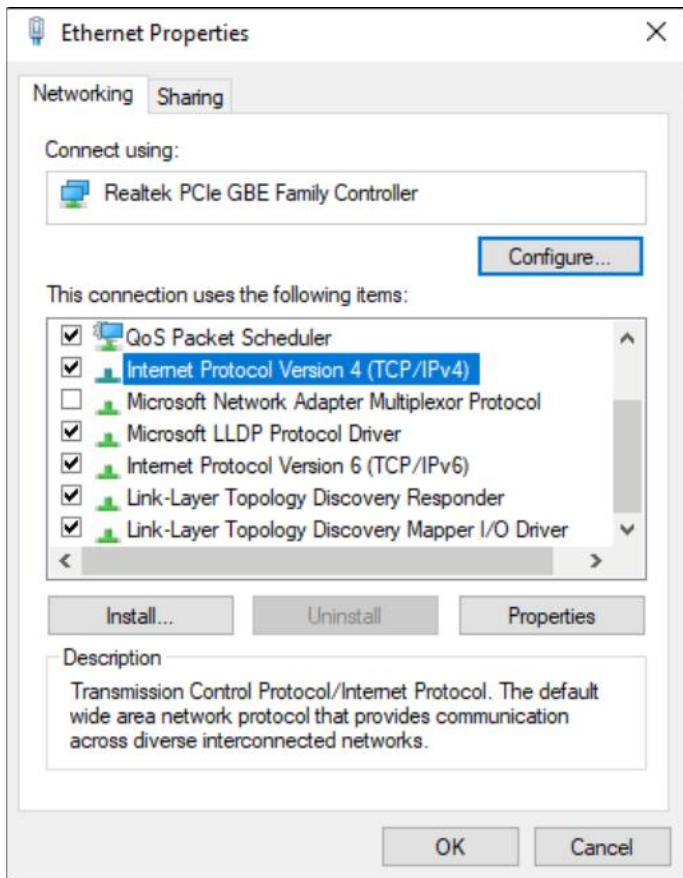 Ethernet Properties
Networking
Sharing
Connect using:
Realtek PCIe GBE Family Controller
Configure...
This connection uses the following items:
QoS Packet Scheduler
Internet Protocol Version 4 (TCP/IPv4)
Microsoft Network Adapter Multiplexor Protocol
Microsoft LLDP Protocol Driver
Internet Protocol Version 6 (TCP/IPv6)
Link-Layer Topology Discovery Responder
Link-Layer Topology Discovery Mapper I/O Driver
Install...
Uninstall
Properties
Description
Transmission Control Protocol/Internet Protocol. The default
wide area network protocol that provides communication
across diverse interconnected networks.
OK
Cancel